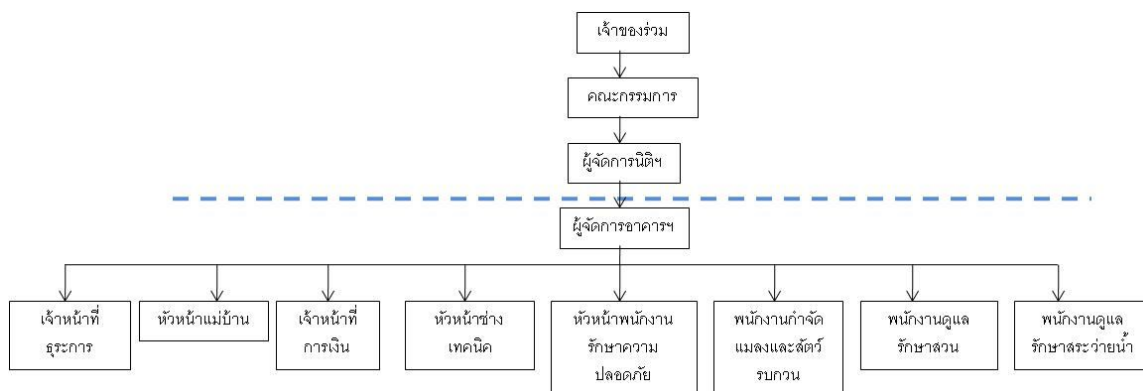 เจ้าของร่วม
คณะกรรมการ
ผู้จัดการนิติฯ
ผู้จัดการอาคารฯ
เจ้าหน้าที่
ธุระการ
หัวหน้าแม่บ้าน
เจ้าหน้าที่
การเงิน
หัวหน้าช่าง
เทคนิค
หัวหน้าพนักงาน
รักษาความ
ปลอดภัย
พนักงานกำจัด
แมลงและสัตว์
รบกวน
พนักงานดูแล
รักษาสวน
พนักงานดูแล
รักษาสระว่ายน้ำ